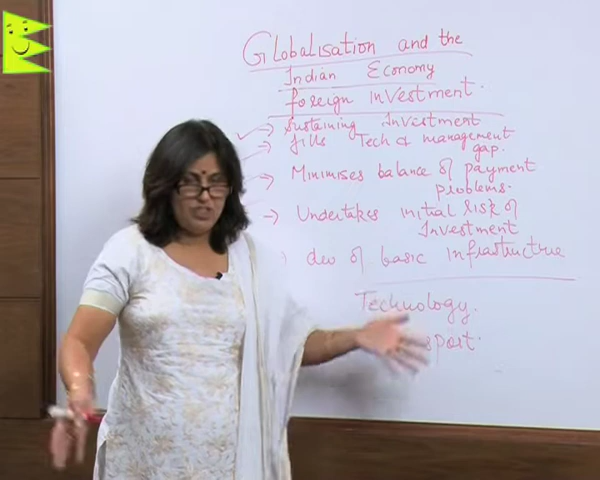 Globalisation and the
Indian Economy
foreign investment.
→ Sustaining Investment
→ fills Tech & management
gap.
→ Minimises balance of payment
problems.
→ Undertakes initial risk of
Investment
dev of basic infrastructure
Technology.